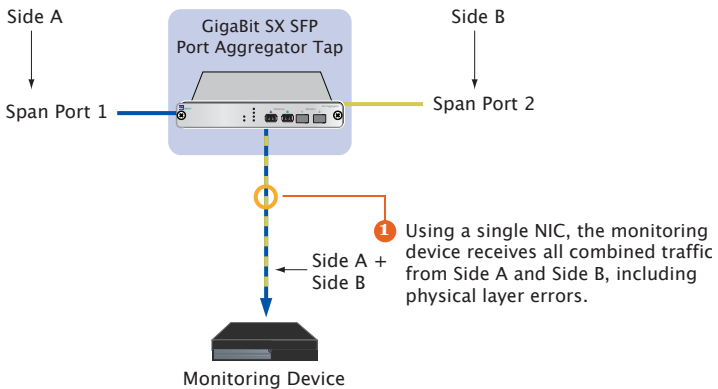 Side A
GigaBit SX SFP
Port Aggregator Tap
Side B
Span Port 1
Span Port 2
1
Using a single NIC, the monitoring
device receives all combined traffic
from Side A and Side B, including
physical layer errors.
Side A +
Side B
Monitoring Device